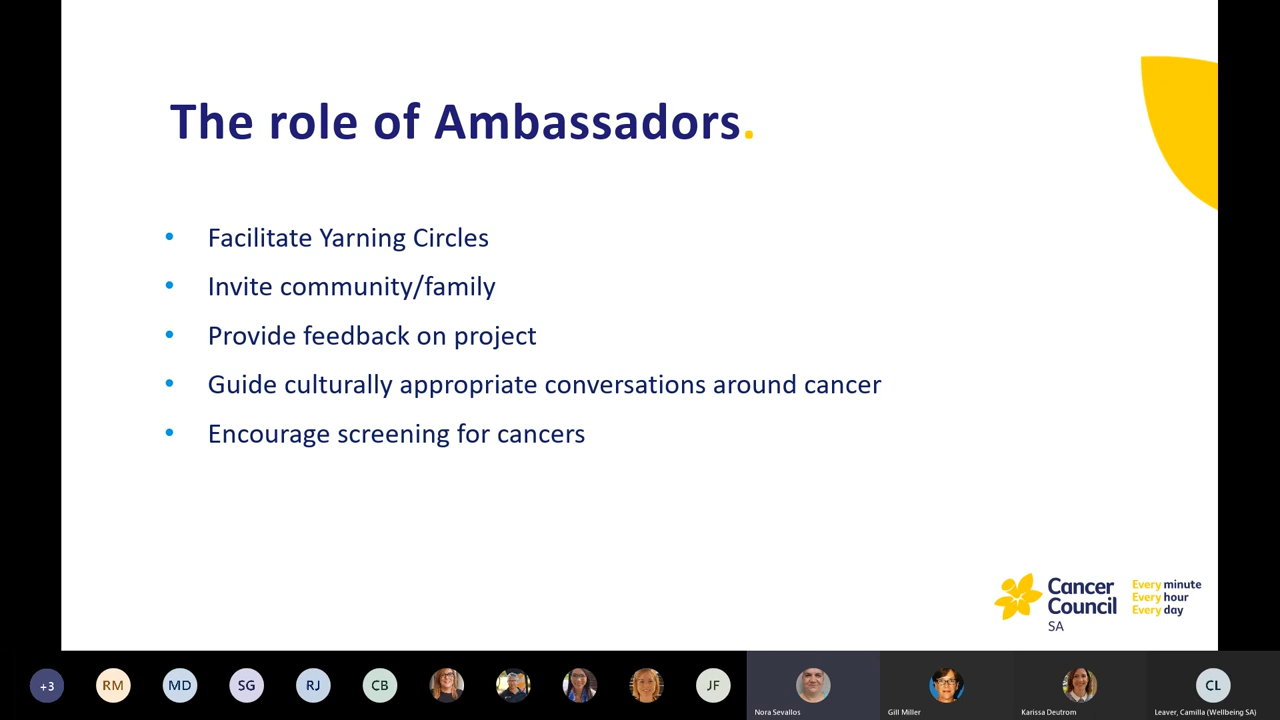 The role of Ambassadors.
• Facilitate Yarning Circles
• Invite community/family
• Provide feedback on project
• Guide culturally appropriate conversations around cancer
• Encourage screening for cancers
Cancer
Council
SA
Every minute
Every hour
Every day
+3
RM
MD
SG
RJ
CB
JF
CL
Nora Sevallos
Gill Miller
Karissa Deutrom
Leaver, Camilla (Wellbeing SA)